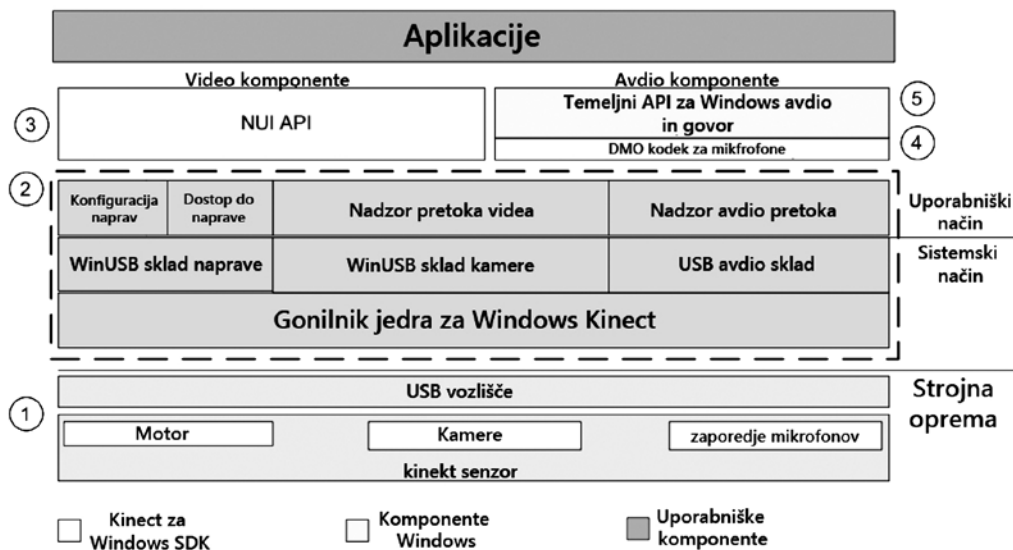 Aplikacije
Video komponente
Avdio komponente
3
NUI API
Temeljni API za Windows avdio
in govor
5
DMO kodek za mikfrofone
4
2
Konfiguracija
naprav
Dostop do
naprave
Nadzor pretoka videa
Nadzor avdio pretoka
Uporabniški
način
WinUSB sklad naprave
WinUSB sklad kamere
USB avdio sklad
Sistemski
način
Gonilnik jedra za Windows Kinect
1
USB vozlišče
Strojna
oprema
Motor
Kamere
zaporedje mikrofonov
kinekt senzor
Kinect za
Windows SDK
Komponente
Windows
Uporabniške
komponente